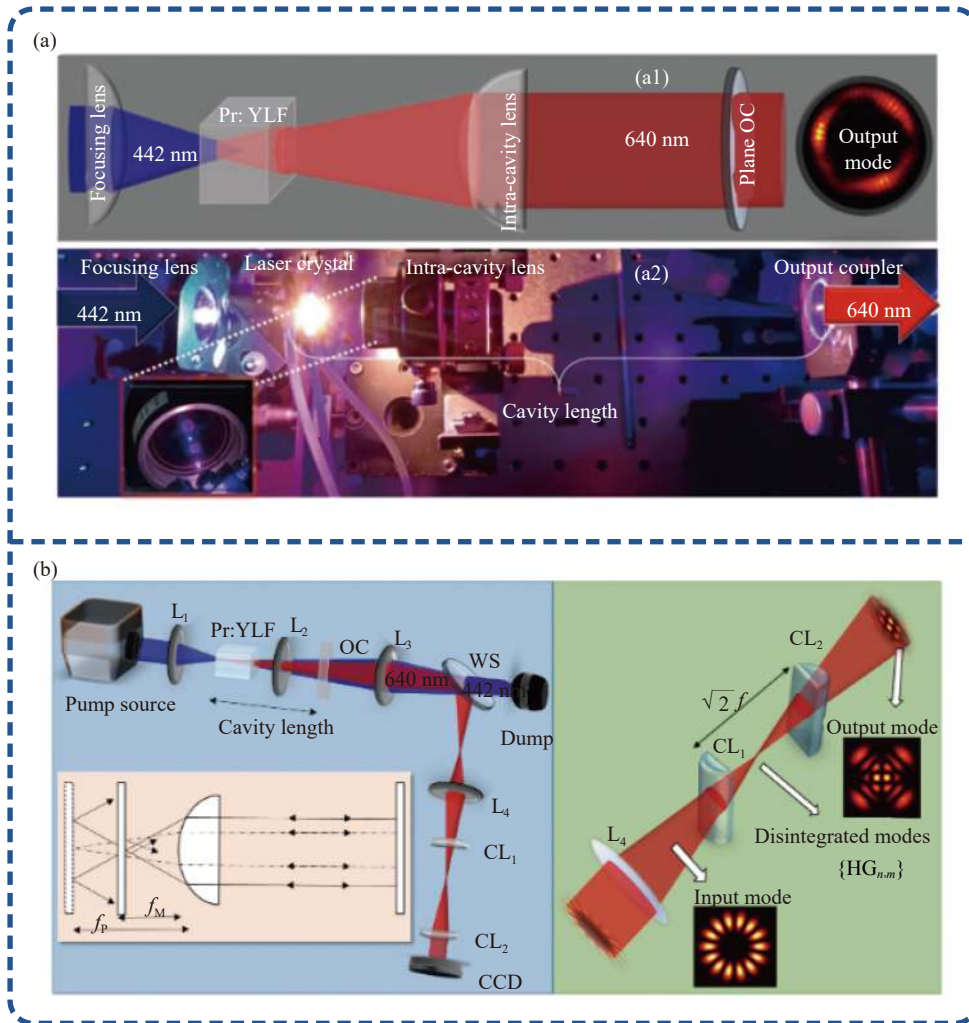 (a)
(a1)
Focusing lens
442 nm
Pr: YLF
Intra-cavity lens
640 nm
Plane OC
Output
mode
Focusing lens
Laser crystal
Intra-cavity lens
(a2)
Output coupler
442 nm
640 nm
Cavity length
(b)
L1
Pr:YLF
L2
OC
L3
WS
640 nm
442 nm
Pump source
Cavity length
Dump
L4
CL1
CL2
CCD
fM
fP
CL2
√2 f
CL1
Output mode
L4
Disintegrated modes
{HGn,m}
Input mode